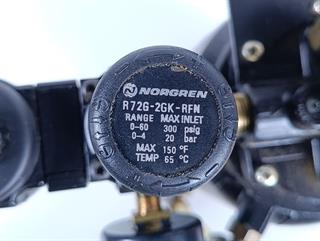 NORGREN
R72G-2GK-RFN
RANGE MAX INLET
0-60 300 psig
0-4 20 bar
MAX 150 °F
TEMP 65 °C